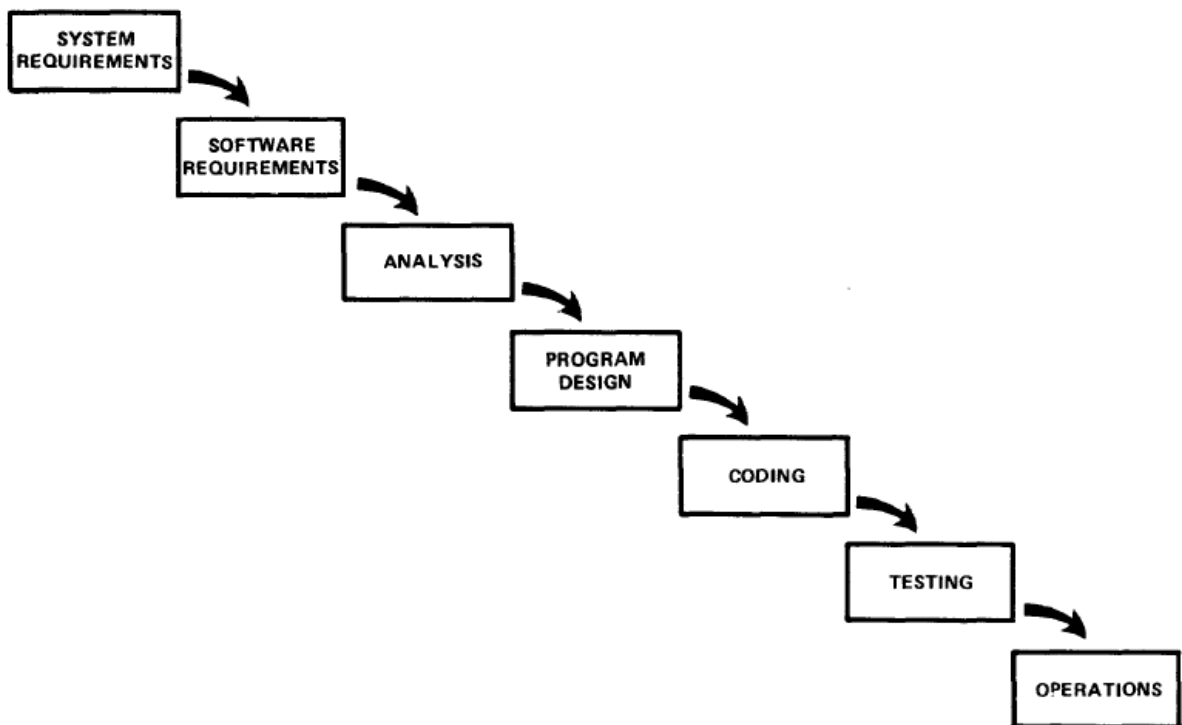 SYSTEM
REQUIREMENTS
SOFTWARE
REQUIREMENTS
ANALYSIS
PROGRAM
DESIGN
CODING
TESTING
OPERATIONS